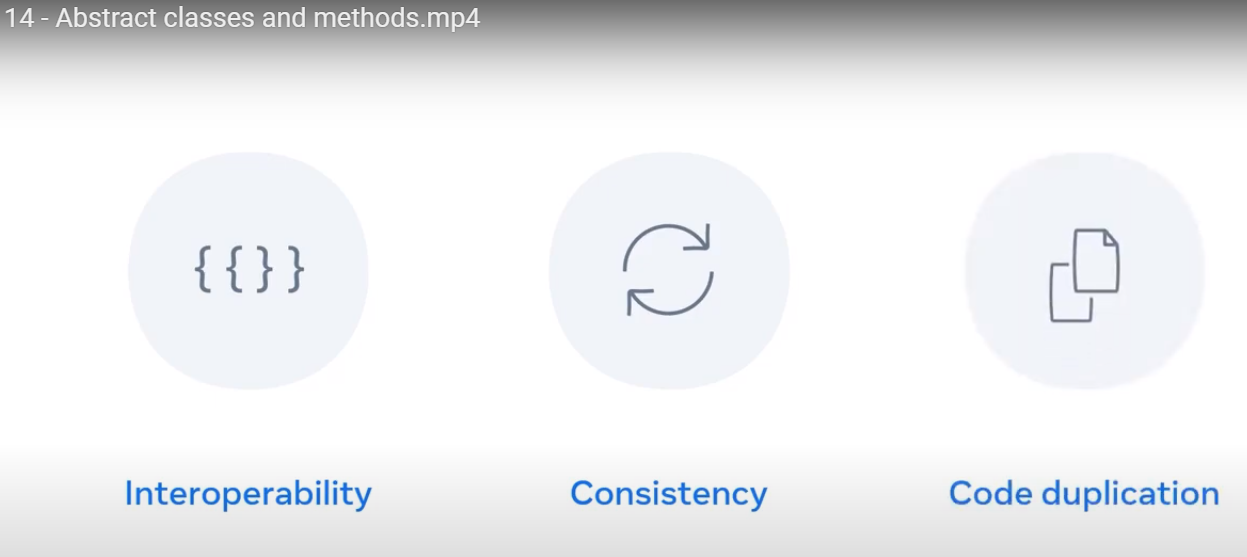 14 - Abstract classes and methods.mp4
{{}}
Interoperability
Consistency
Code duplication